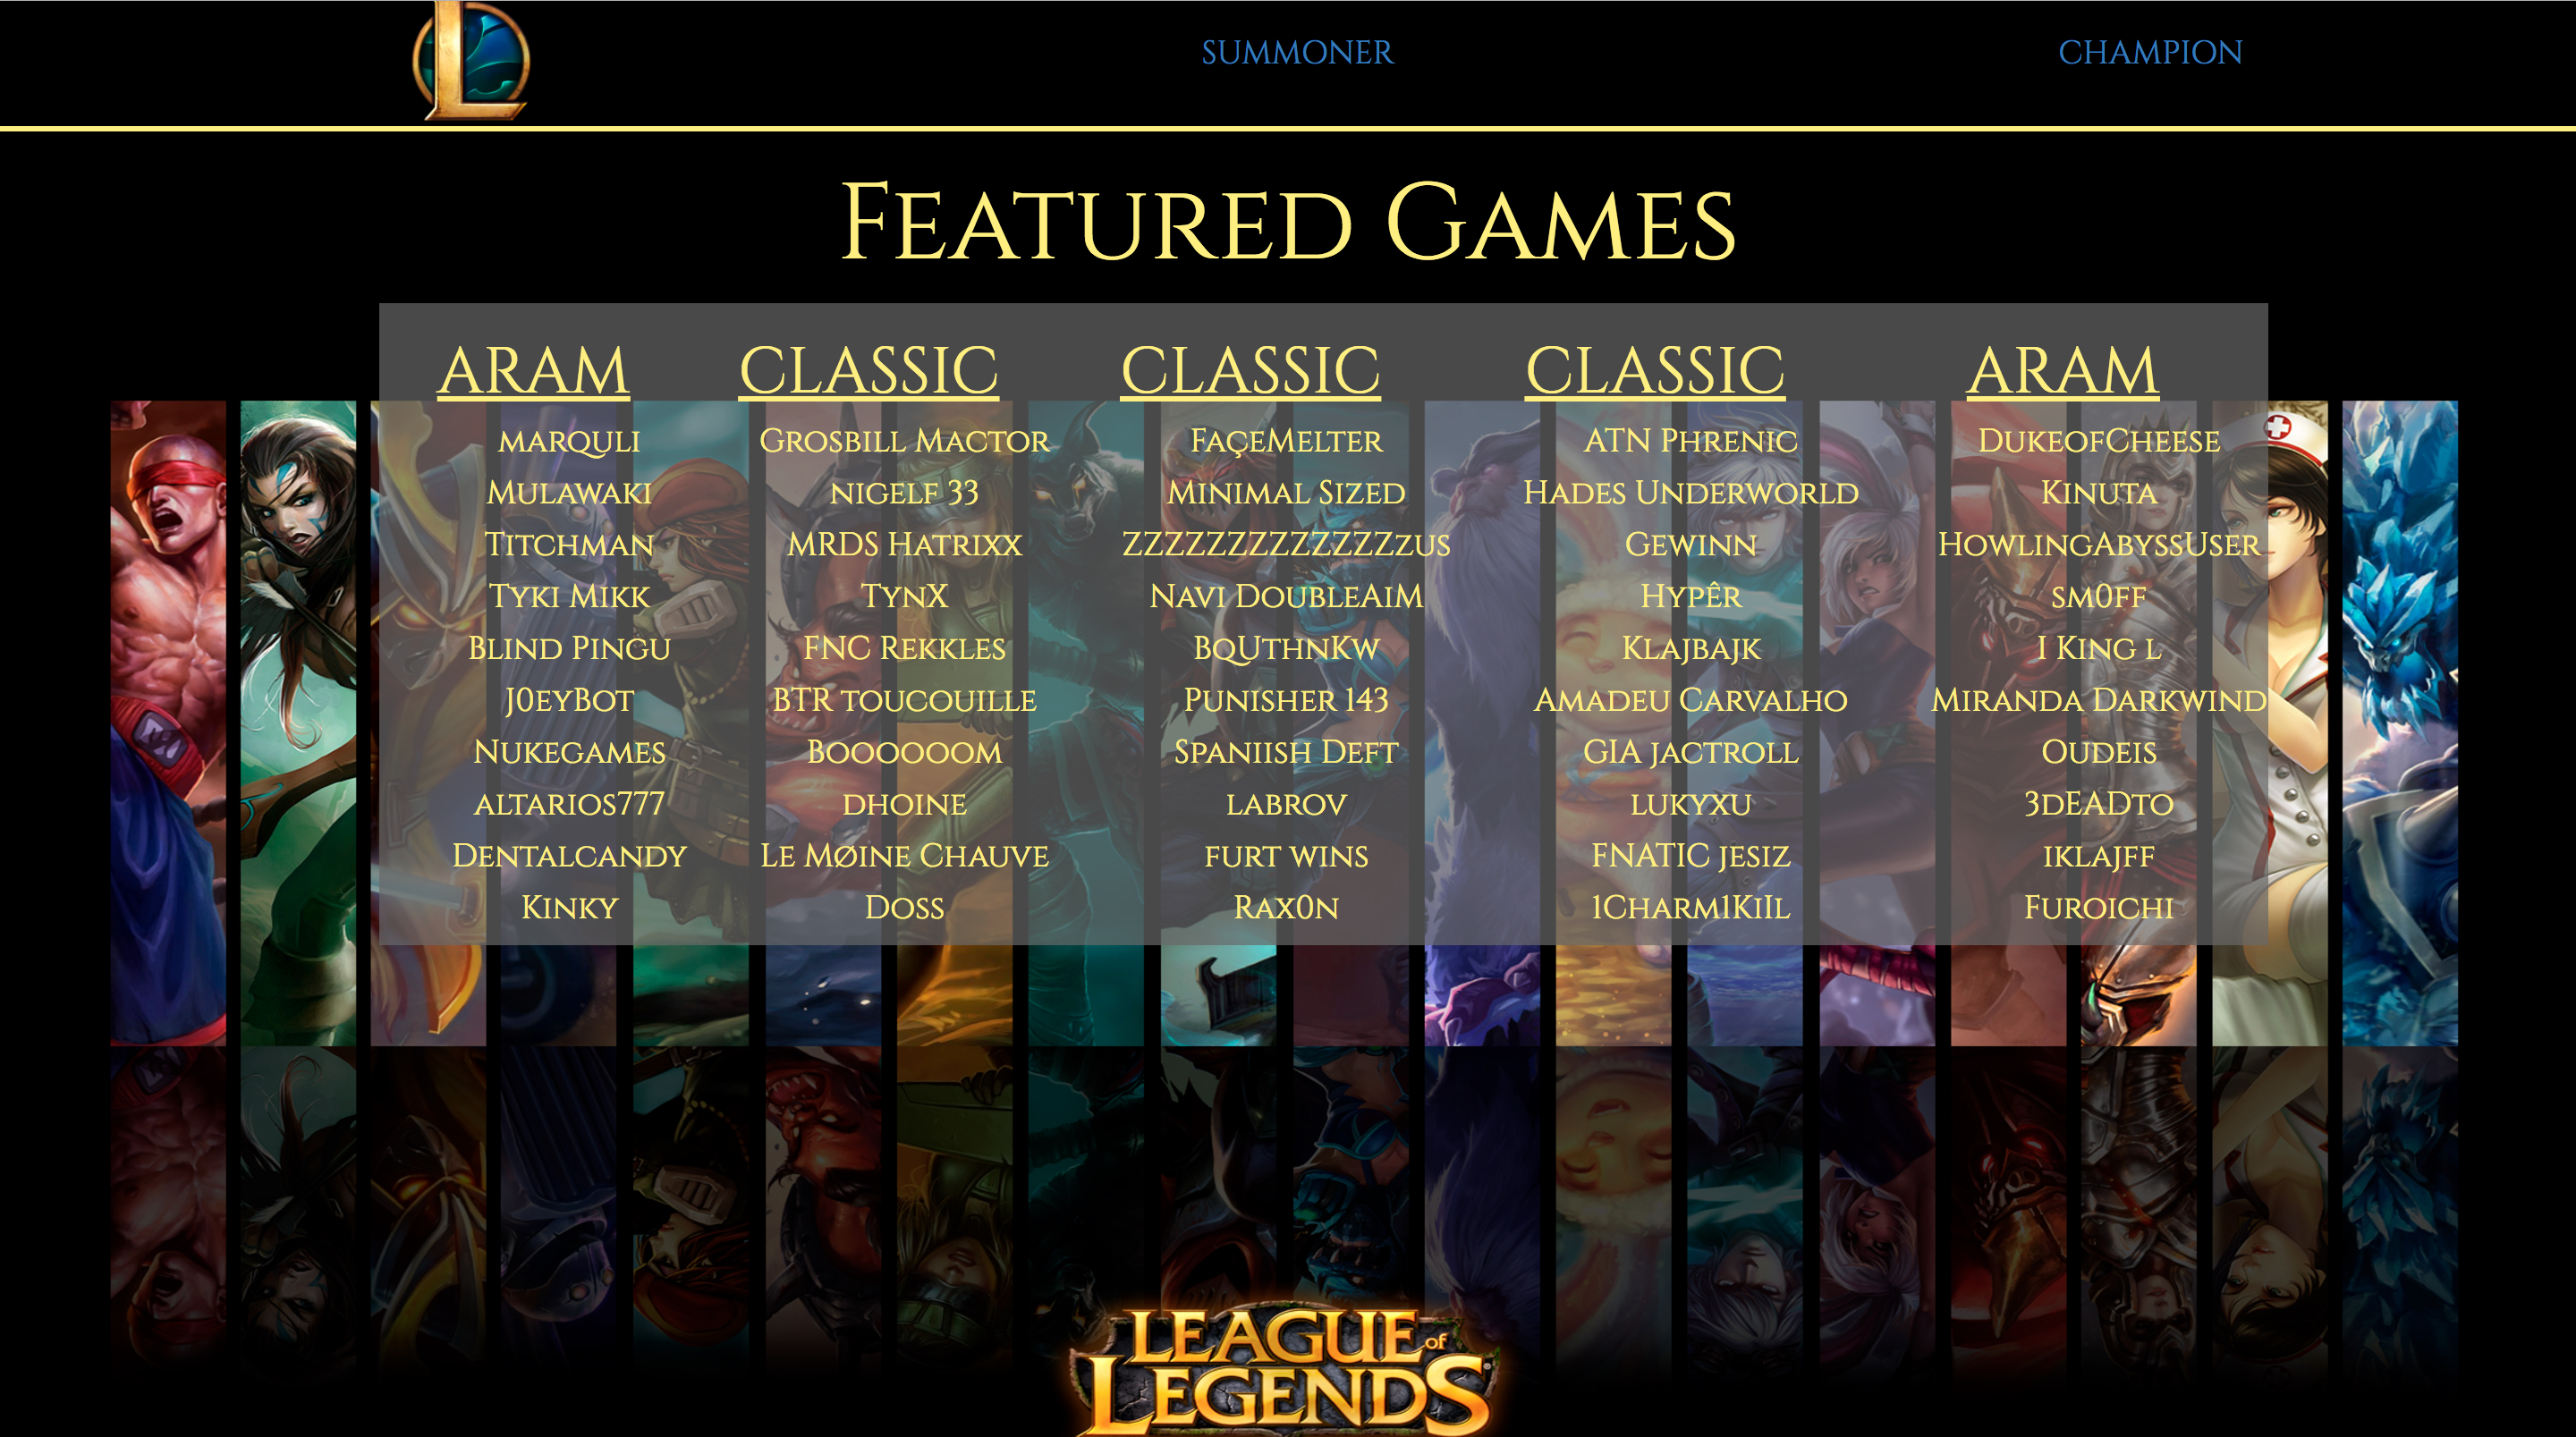 SUMMONER
CHAMPION
Featured Games
ARAM
marquli
Mulawaki
Titchman
Tyki Mikk
Blind Pingu
J0eyBot
Nukegames
altarios777
Dentalcandy
Kinky
CLASSIC
Grosbill Mactor
nigelf 33
MRDS Hatrixx
TynX
FNC Rekkles
BTR toucouille
Boooooom
dhoine
Le Møine Chauve
Doss
CLASSIC
FaçeMelter
Minimal Sized
Navi DoubleAiM
BqUthnKw
Punisher 143
Spaniish Deft
labrov
furt wins
Rax0n
CLASSIC
ATN Phrenic
Hades Underworld
Gewinn
Hypêr
Klajbajk
Amadeu Carvalho
GIA jactroll
lukyxu
FNATIC jesiz
1Charm1KiIl
ARAM
DukeofCheese
Kinuta
HowlingAbyssUser
sm0ff
I King l
Miranda Darkwind
Oudeis
3dEADto
iklajff
Furoichi
LEAGUE of
LEGENDS